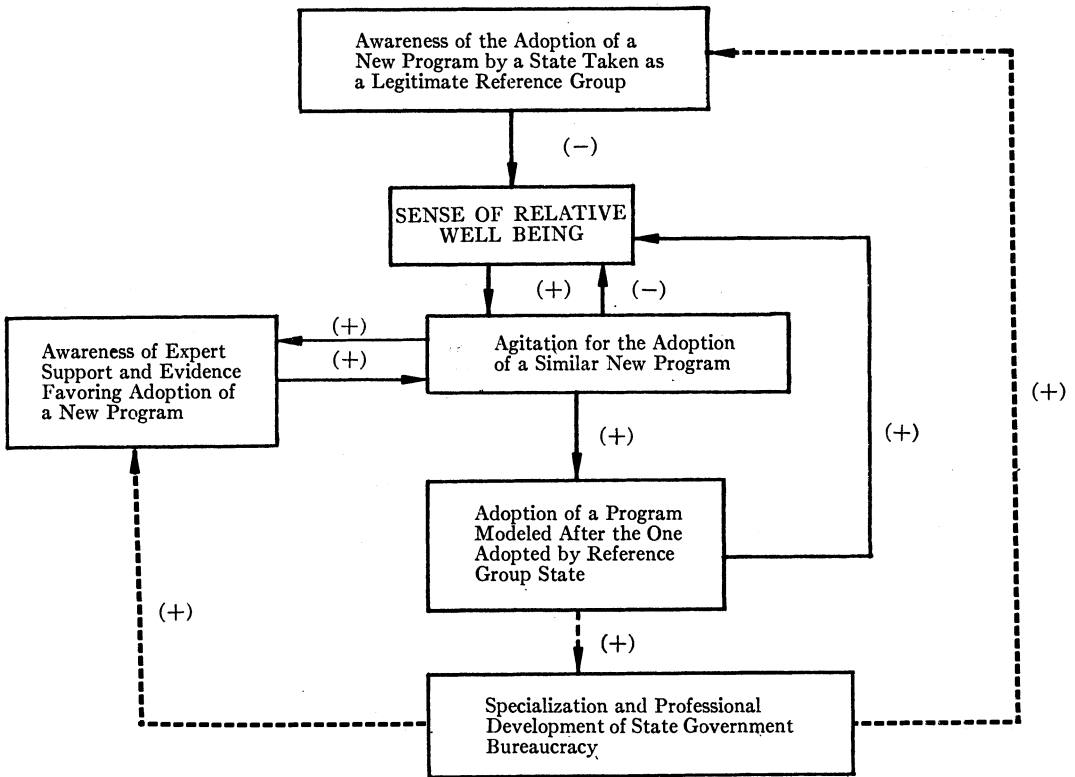 Awareness of the Adoption of a
New Program by a State Taken as
a Legitimate Reference Group
(−)
SENSE OF RELATIVE
WELL BEING
(+)
(−)
(+)
(+)
Awareness of Expert
Support and Evidence
Favoring Adoption of
a New Program
Agitation for the Adoption
of a Similar New Program
(+)
(+)
(+)
Adoption of a Program
Modeled After the One
Adopted by Reference
Group State
(+)
(+)
Specialization and Professional
Development of State Government
Bureaucracy